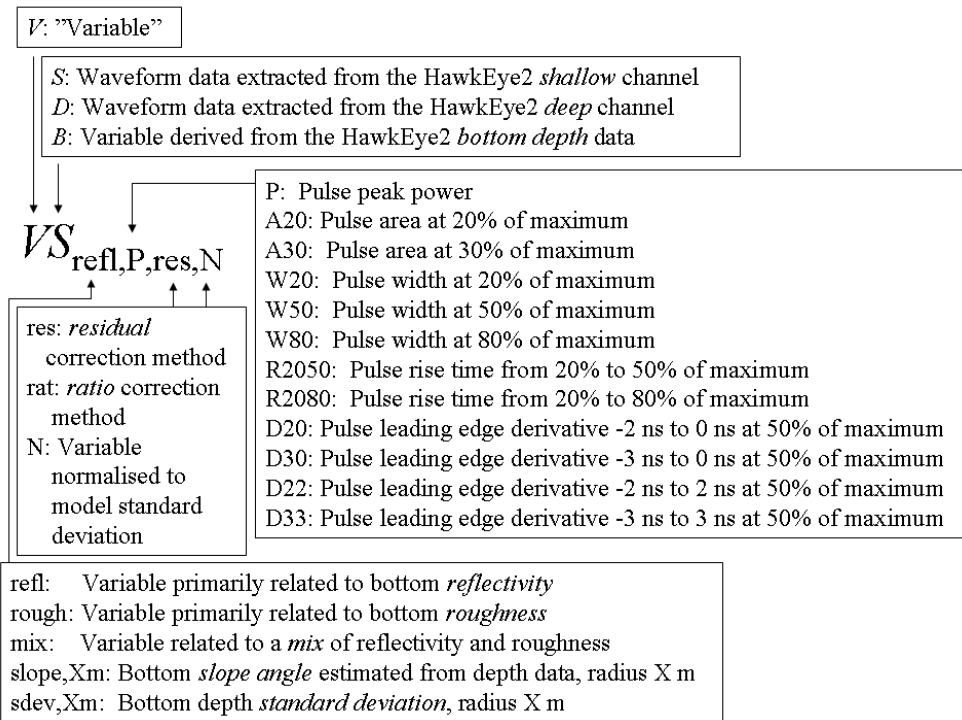 V: ”Variable”
S: Waveform data extracted from the HawkEye2 shallow channel
D: Waveform data extracted from the HawkEye2 deep channel
B: Variable derived from the HawkEye2 bottom depth data
P: Pulse peak power
A20: Pulse area at 20% of maximum
A30: Pulse area at 30% of maximum
W20: Pulse width at 20% of maximum
W50: Pulse width at 50% of maximum
W80: Pulse width at 80% of maximum
R2050: Pulse rise time from 20% to 50% of maximum
R2080: Pulse rise time from 20% to 80% of maximum
D20: Pulse leading edge derivative -2 ns to 0 ns at 50% of maximum
D30: Pulse leading edge derivative -3 ns to 0 ns at 50% of maximum
D22: Pulse leading edge derivative -2 ns to 2 ns at 50% of maximum
D33: Pulse leading edge derivative -3 ns to 3 ns at 50% of maximum
VS refl,P,res,N
res: residual
correction method
rat: ratio correction
method
N: Variable
normalised to
model standard
deviation
refl: Variable primarily related to bottom reflectivity
rough: Variable primarily related to bottom roughness
mix: Variable related to a mix of reflectivity and roughness
slope,Xm: Bottom slope angle estimated from depth data, radius X m
sdev,Xm: Bottom depth standard deviation, radius X m